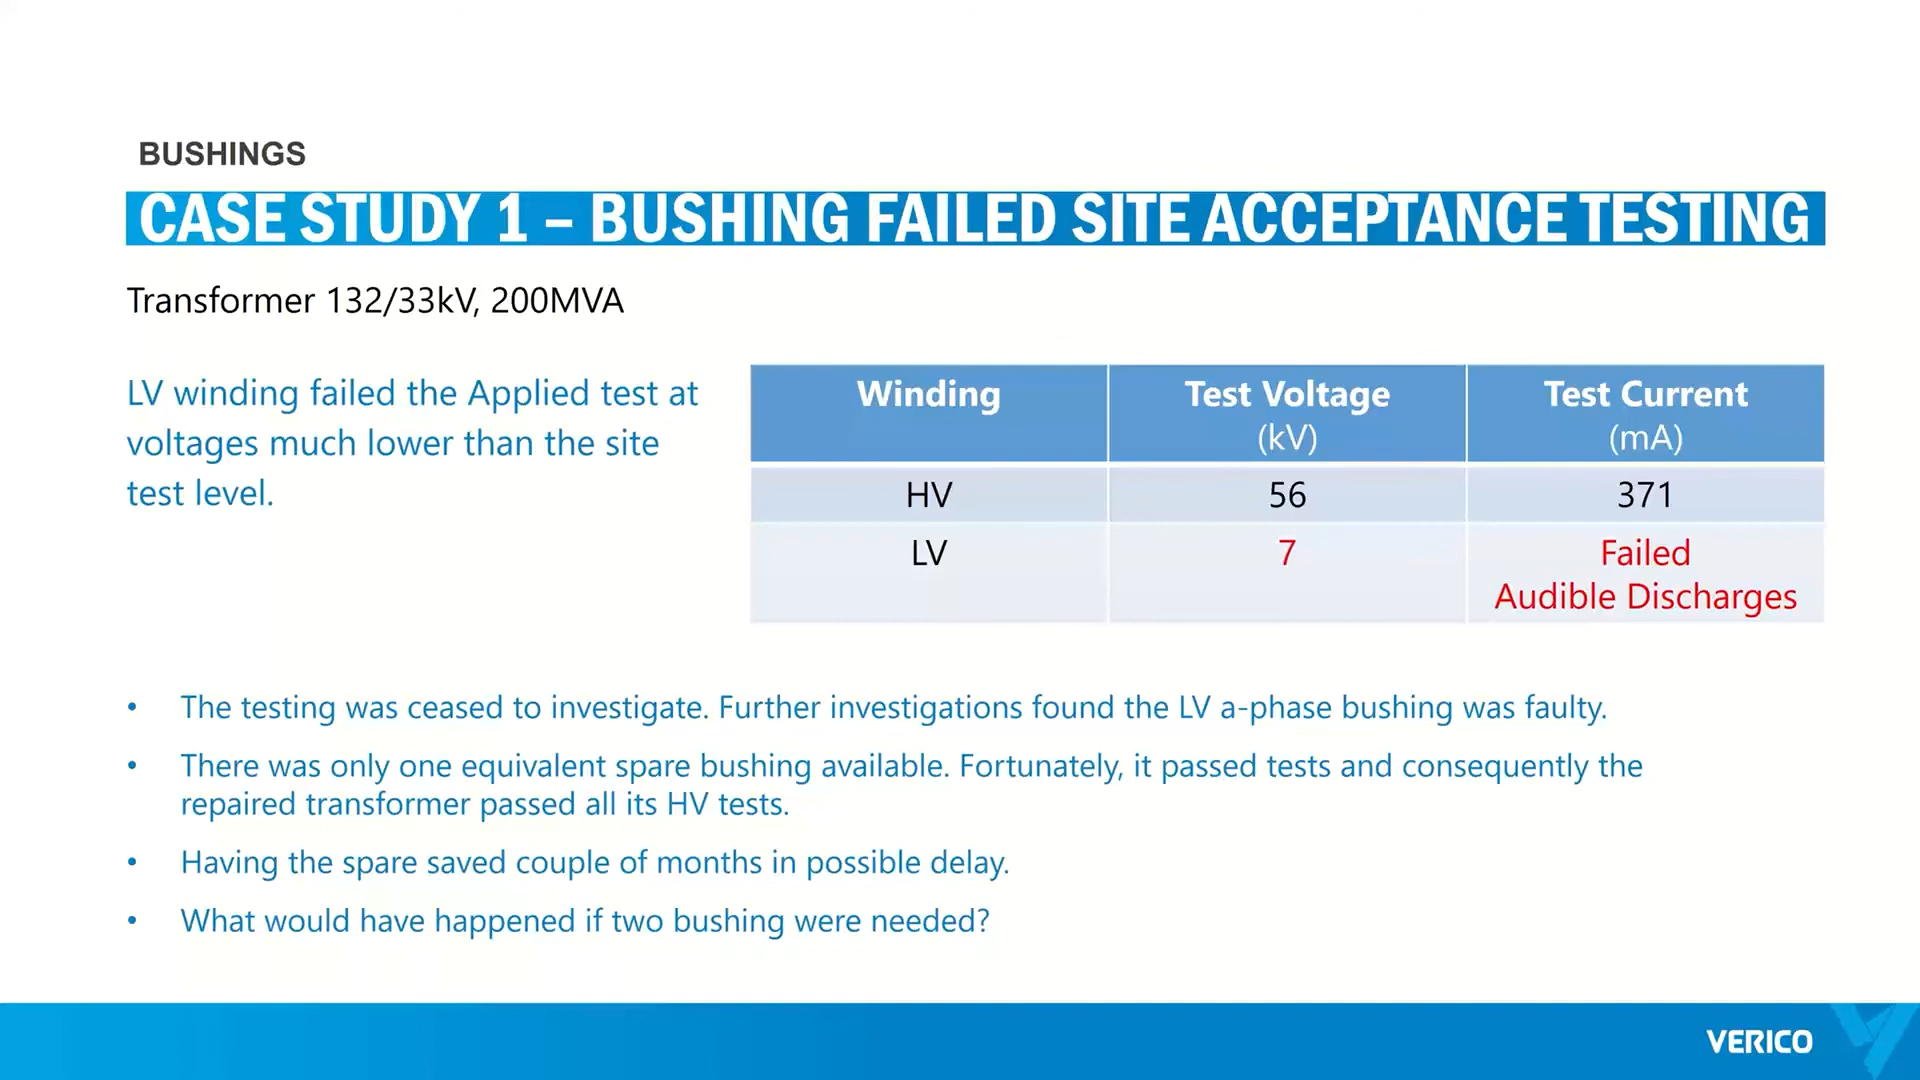 BUSHINGS
CASE STUDY 1 – BUSHING FAILED SITE ACCEPTANCE TESTING
Transformer 132/33kV, 200MVA
LV winding failed the Applied test at
voltages much lower than the site
test level.
Winding Test Voltage Test Current
(kV) (mA)
HV 56 371
LV 7 Failed
Audible Discharges
• The testing was ceased to investigate. Further investigations found the LV a-phase bushing was faulty.
• There was only one equivalent spare bushing available. Fortunately, it passed tests and consequently the
repaired transformer passed all its HV tests.
• Having the spare saved couple of months in possible delay.
• What would have happened if two bushing were needed?
VERICO